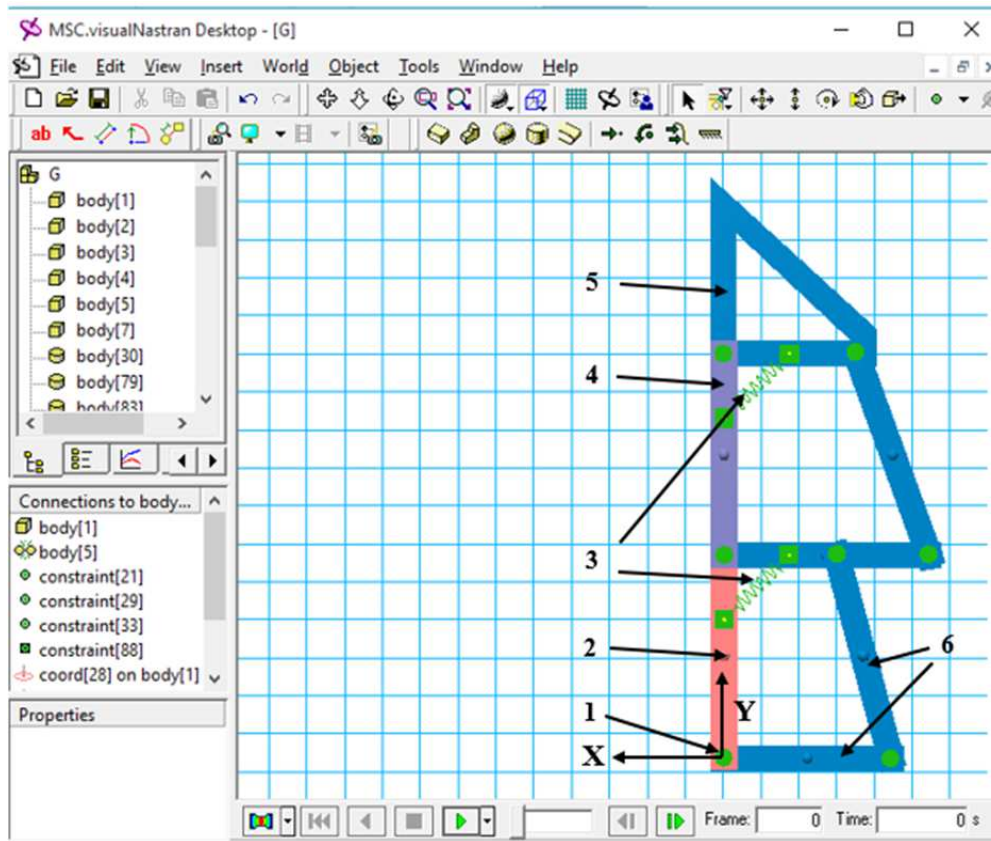 MSC.visualNastran Desktop - [G]
File Edit View Insert World Object Tools Window Help
ab
G
body[1]
body[2]
body[3]
body[4]
body[5]
body[7]
body[30]
body[79]
body[83]
Connections to body...
body[1]
body[5]
constraint[21]
constraint[29]
constraint[33]
constraint[88]
coord[28] on body[1]
Properties
5
4
3
2
6
1
Y
X
Frame: 0 Time: 0 s